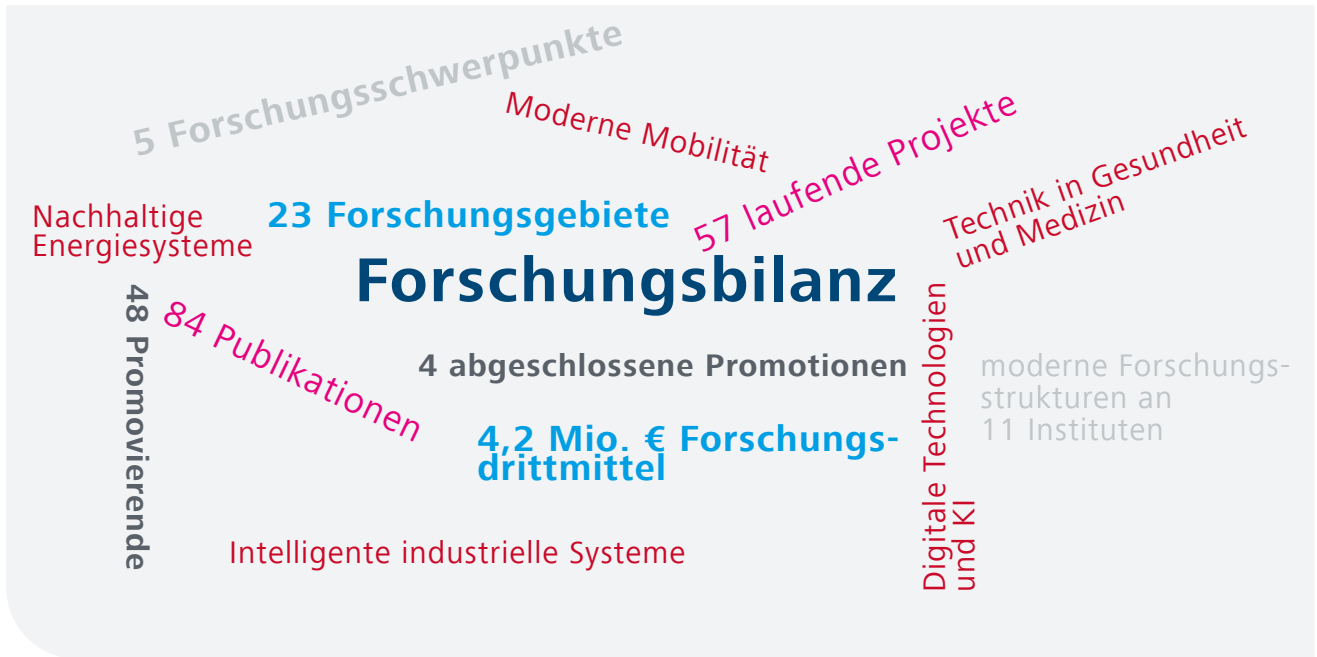 5 Forschungsschwerpunkte
Moderne Mobilität
57 laufende Projekte
Technik in Gesundheit
und Medizin
Nachhaltige
Energiesysteme
23 Forschungsgebiete
Forschungsbilanz
48 Promovierende
84 Publikationen
4 abgeschlossene Promotionen
4,2 Mio. € Forschungs-
drittmittel
Digitale Technologien
und KI
moderne Forschungs-
strukturen an
11 Instituten
Intelligente industrielle Systeme